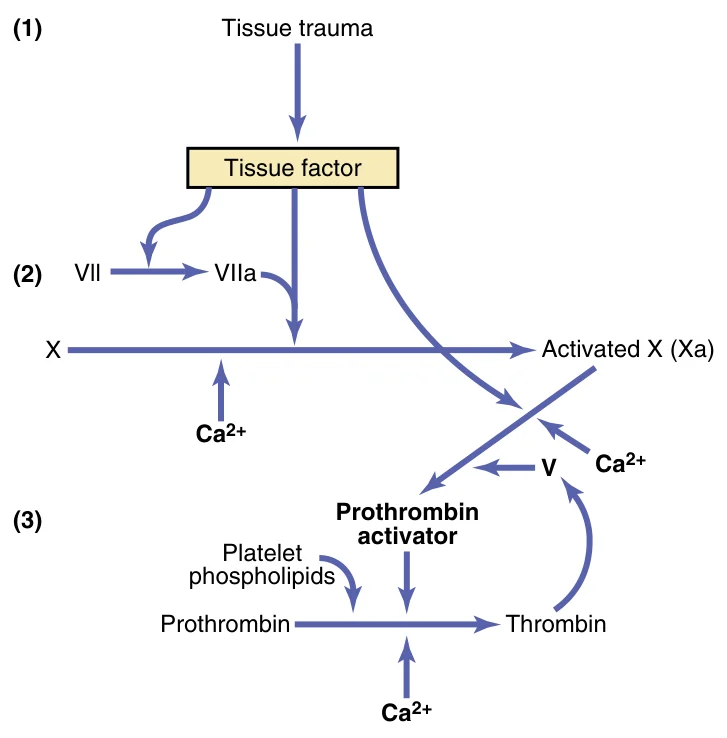 (1)
Tissue trauma
Tissue factor
(2)
VII
VIIa
X
Activated X (Xa)
Ca2+
V
Ca2+
(3)
Prothrombin
activator
Platelet
phospholipids
Prothrombin
Thrombin
Ca2+